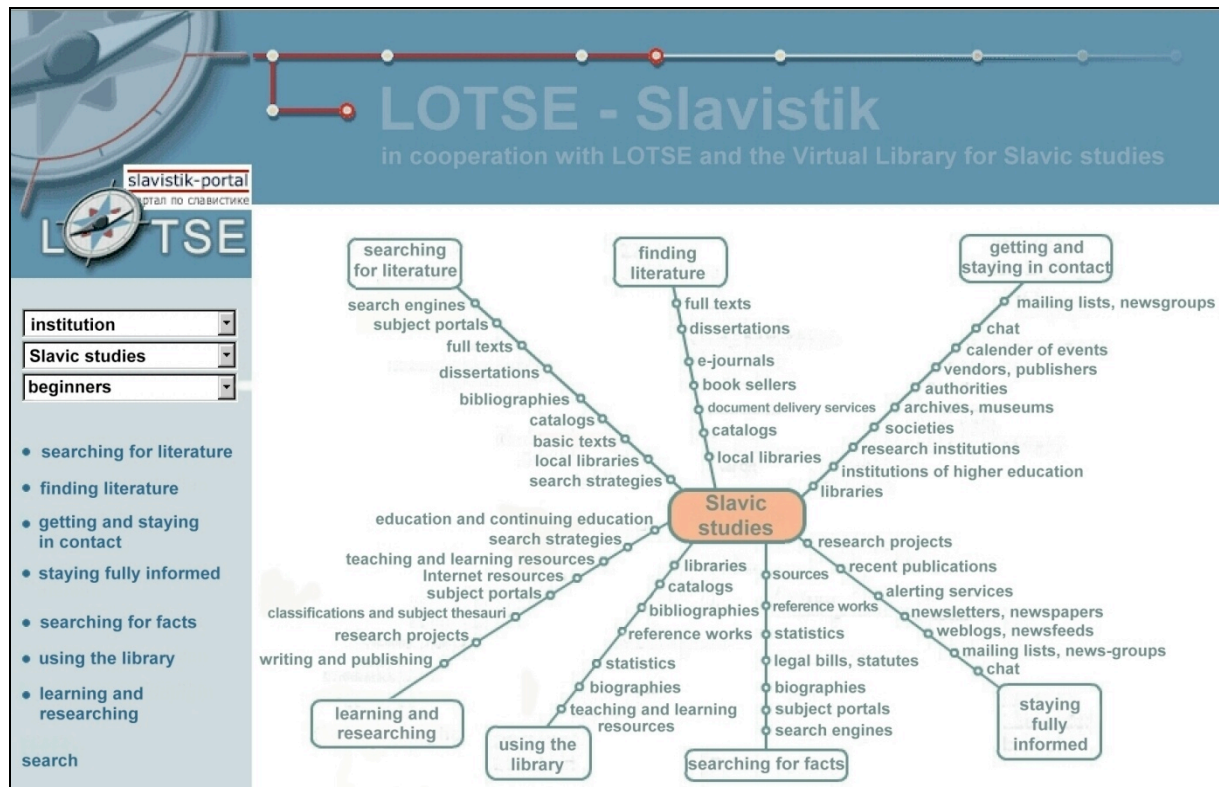 LOTSE - Slavistik
in cooperation with LOTSE and the Virtual Library for Slavic studies
slavistik-portal
портал по славистике
LOTSE
institution
Slavic studies
beginners
searching for literature
finding literature
getting and staying
in contact
staying fully informed
searching for facts
using the library
learning and
researching
search
searching
for literature
search engines
subject portals
full texts
dissertations
bibliographies
catalogs
basic texts
local libraries
search strategies
finding
literature
full texts
dissertations
e-journals
book sellers
document delivery services
catalogs
local libraries
getting and
staying in contact
mailing lists, newsgroups
chat
calender of events
vendors, publishers
authorities
archives, museums
societies
research institutions
institutions of higher education
libraries
Slavic
studies
education and continuing education
search strategies
teaching and learning resources
Internet resources
subject portals
classifications and subject thesauri
research projects
writing and publishing
learning and
researching
libraries
catalogs
bibliographies
reference works
statistics
biographies
teaching and learning
resources
using the
library
sources
reference works
statistics
legal bills, statutes
biographies
subject portals
search engines
searching for facts
research projects
recent publications
alerting services
newsletters, newspapers
weblogs, newsfeeds
mailing lists, news-groups
chat
staying
fully
informed